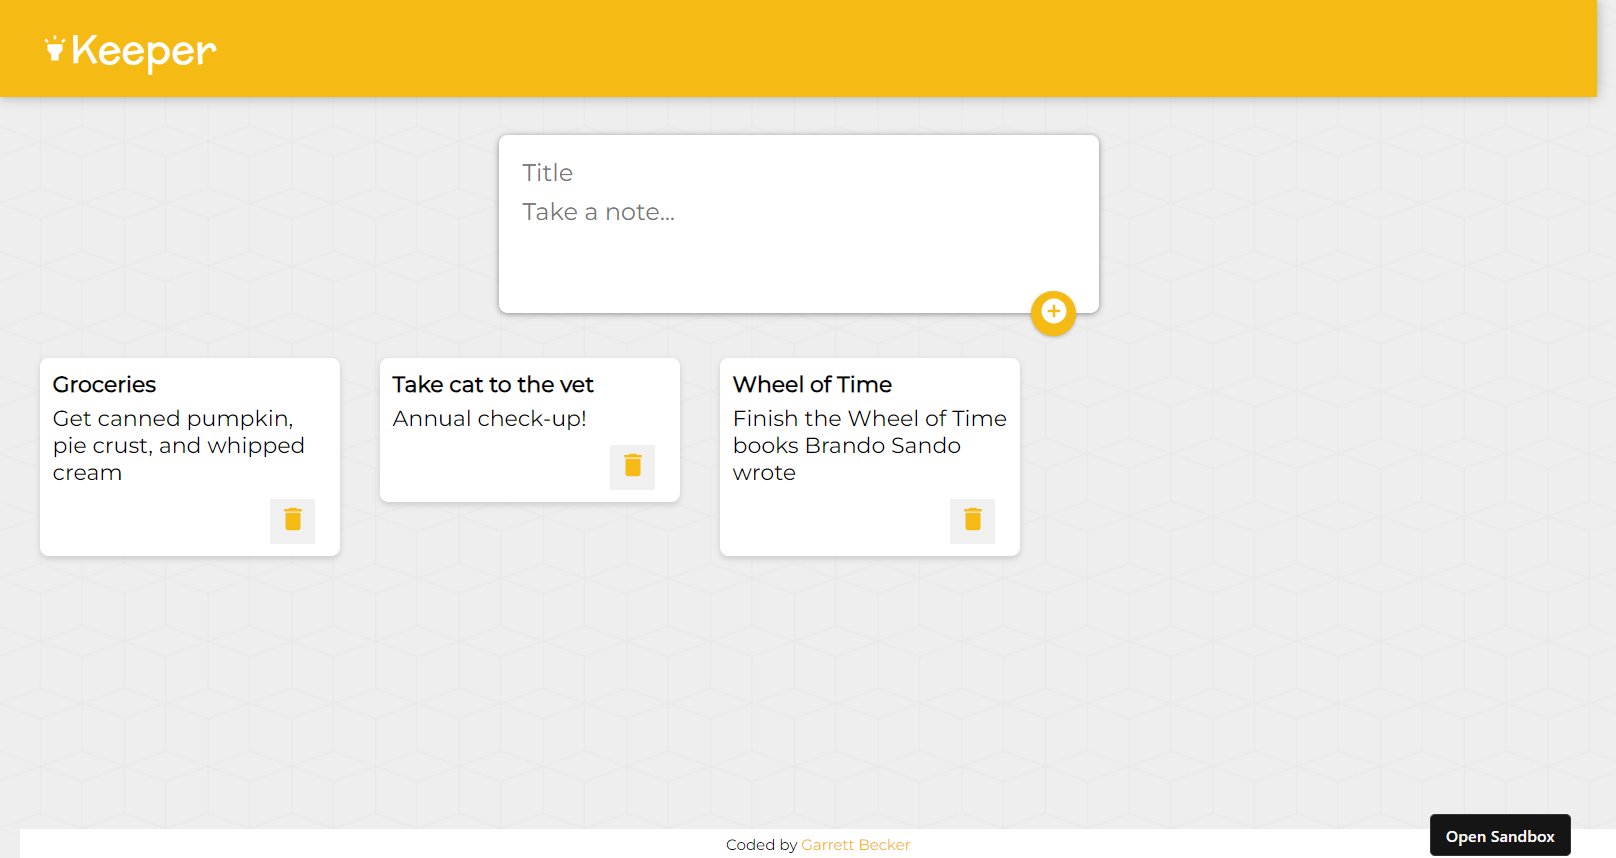 Keeper
Title
Take a note...
Groceries
Get canned pumpkin,
pie crust, and whipped
cream
Take cat to the vet
Annual check-up!
Wheel of Time
Finish the Wheel of Time
books Brando Sando
wrote
Coded by Garrett Becker
Open Sandbox